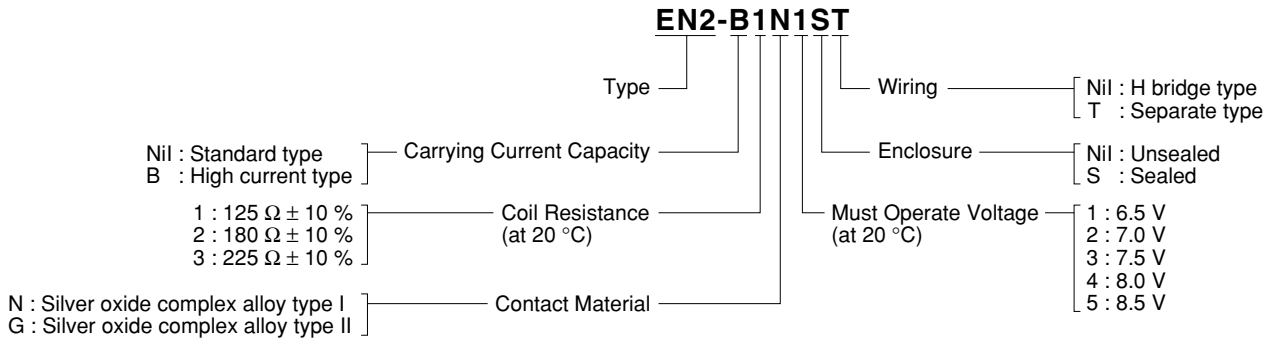 EN2-B1N1ST
Type
Wiring
Nil : H bridge type
T : Separate type
Nil : Standard type
B : High current type
Carrying Current Capacity
Enclosure
Nil : Unsealed
S : Sealed
1 : 125 Ω ± 10 %
2 : 180 Ω ± 10 %
3 : 225 Ω ± 10 %
Coil Resistance
(at 20 °C)
Must Operate Voltage
(at 20 °C)
1 : 6.5 V
2 : 7.0 V
3 : 7.5 V
4 : 8.0 V
5 : 8.5 V
N : Silver oxide complex alloy type I
G : Silver oxide complex alloy type II
Contact Material